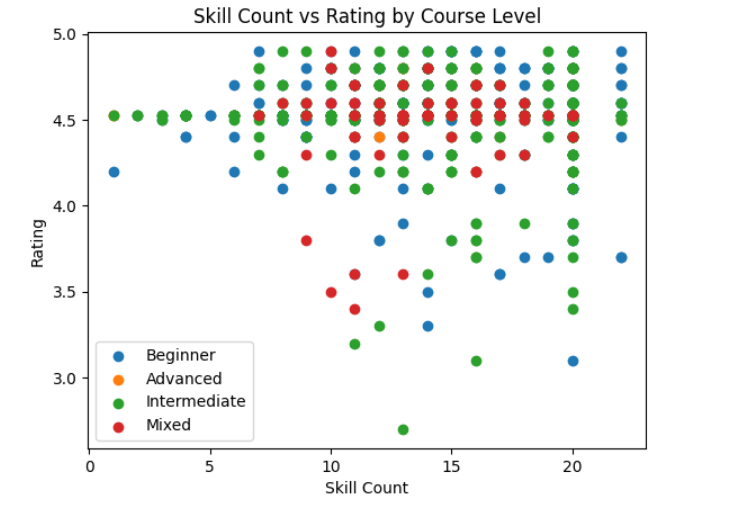 Skill Count vs Rating by Course Level
5.0
4.5
4.0
3.5
3.0
Rating
Beginner
Advanced
Intermediate
Mixed
0 5 10 15 20
Skill Count